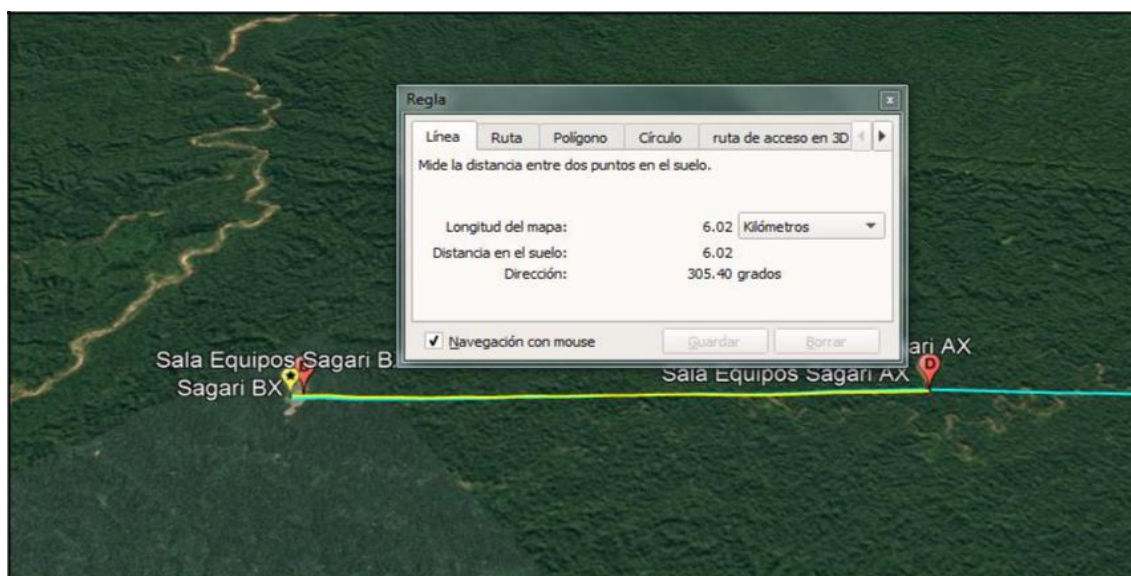 Regla
Línea Ruta Polígono Círculo ruta de acceso en 3D
Mide la distancia entre dos puntos en el suelo.
Longitud del mapa: 6.02 Kilómetros
Distancia en el suelo: 6.02
Dirección: 305.40 grados
Navegación con mouse Guardar Borrar
Sala Equipos Sagari B...
Sagari BX
ari AX
Sala Equipos Sagari AX
D